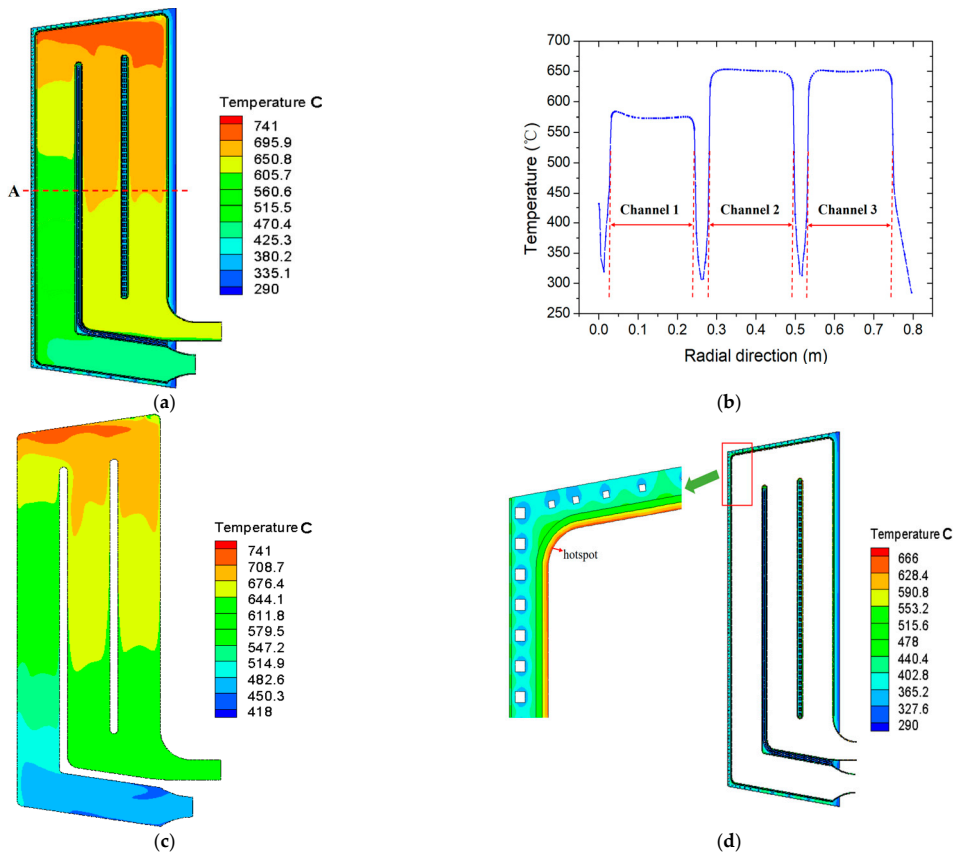 A
Temperature C
741
695.9
650.8
605.7
560.6
515.5
470.4
425.3
380.2
335.1
290
(a)
Temperature (℃)
700
650
600
550
500
450
400
350
300
250
Channel 1
Channel 2
Channel 3
0.0 0.1 0.2 0.3 0.4 0.5 0.6 0.7 0.8
Radial direction (m)
(b)
Temperature C
741
708.7
676.4
644.1
611.8
579.5
547.2
514.9
482.6
450.3
418
(c)
hotspot
Temperature C
666
628.4
590.8
553.2
515.6
478
440.4
402.8
365.2
327.6
290
(d)